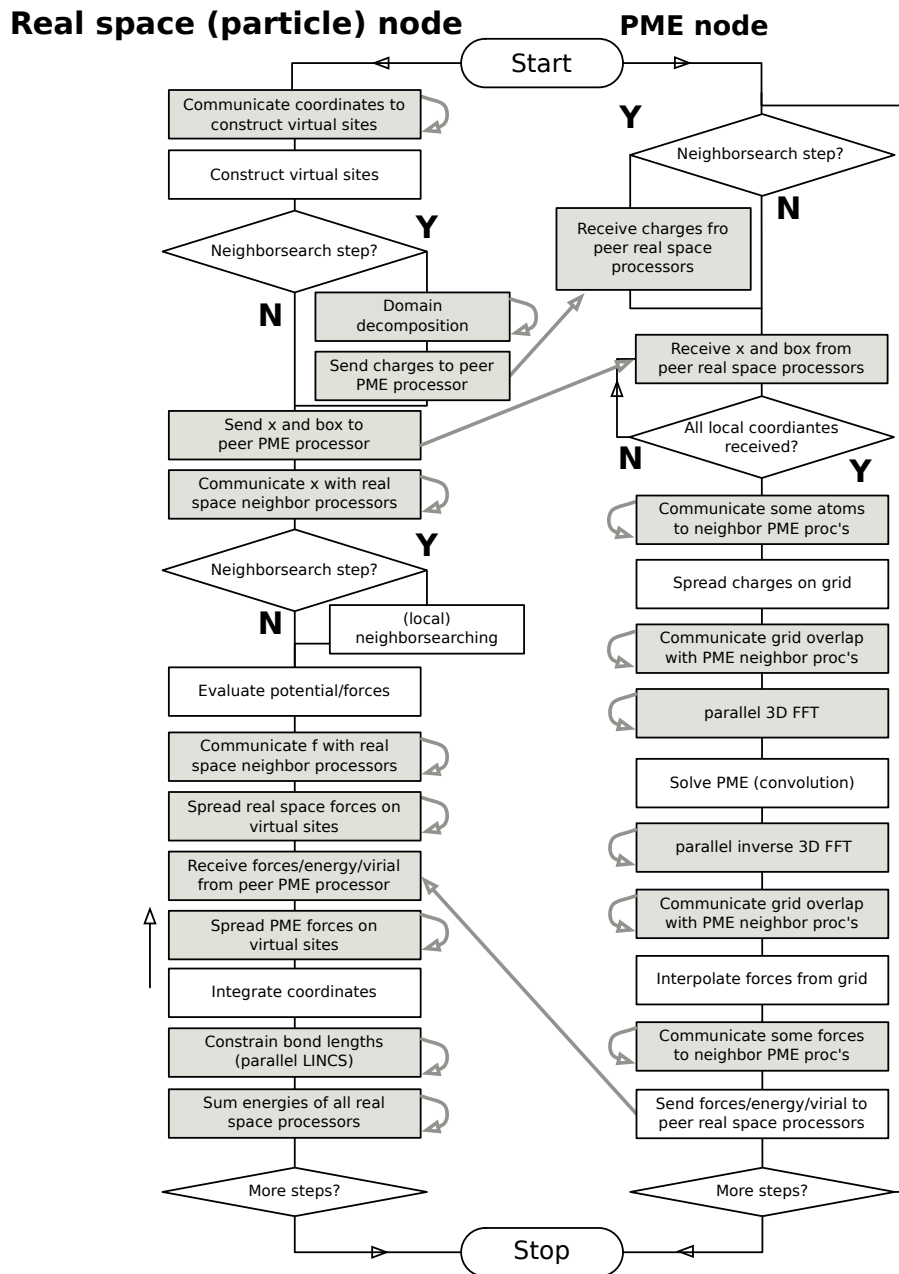 Real space (particle) node
PME node
Start
Communicate coordinates to
construct virtual sites
Construct virtual sites
Neighborsearch step?
Y
N
Domain
decomposition
Send charges to peer
PME processor
Send x and box to
peer PME processor
Communicate x with real
space neighbor processors
Neighborsearch step?
Y
N
(local)
neighborsearching
Evaluate potential/forces
Communicate f with real
space neighbor processors
Spread real space forces on
virtual sites
Receive forces/energy/virial
from peer PME processor
Spread PME forces on
virtual sites
Integrate coordinates
Constrain bond lengths
(parallel LINCS)
Sum energies of all real
space processors
More steps?
Y
Neighborsearch step?
N
Receive charges fro
peer real space
processors
Receive x and box from
peer real space processors
All local coordiantes
received?
N
Y
Communicate some atoms
to neighbor PME proc's
Spread charges on grid
Communicate grid overlap
with PME neighbor proc's
parallel 3D FFT
Solve PME (convolution)
parallel inverse 3D FFT
Communicate grid overlap
with PME neighbor proc's
Interpolate forces from grid
Communicate some forces
to neighbor PME proc's
Send forces/energy/virial to
peer real space processors
More steps?
Stop